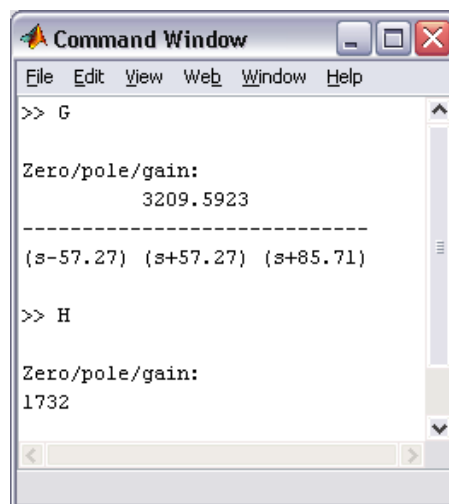 Command Window
File Edit View Web Window Help
>> G
Zero/pole/gain:
3209.5923
-----------------------------
(s-57.27) (s+57.27) (s+85.71)
>> H
Zero/pole/gain:
1732